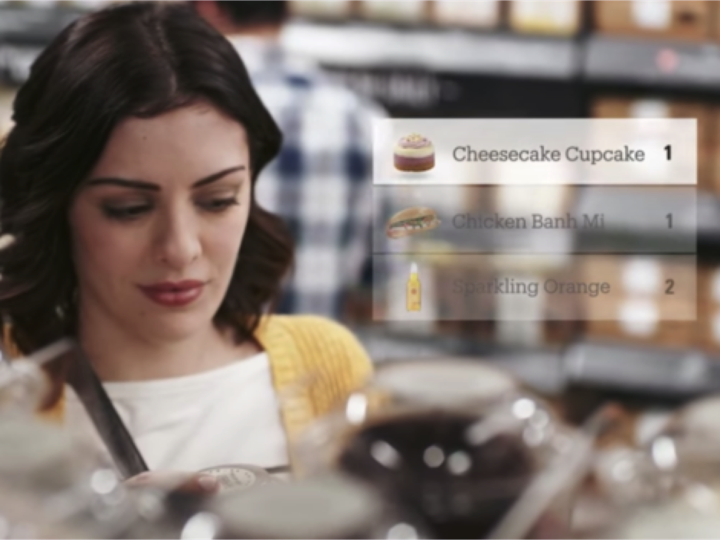 Cheesecake Cupcake 1
Chicken Banh Mi 1
Sparkling Orange 2